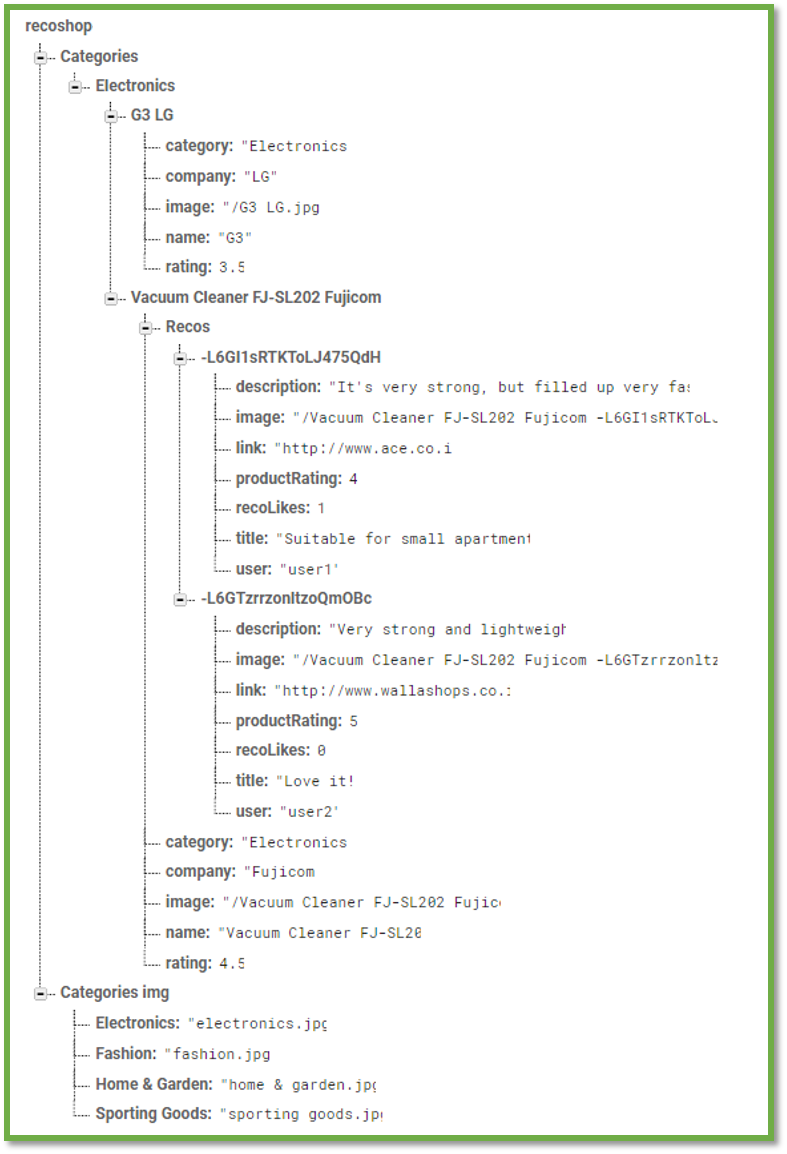 recoshop
Categories
Electronics
G3 LG
category: "Electronics
company: "LG"
image: "/G3 LG.jpg
name: "G3"
rating: 3.5
Vacuum Cleaner FJ-SL202 Fujicom
Recos
-L6GI1sRTKToLJ475QdH
description: "It's very strong, but filled up very fas
image: "/Vacuum Cleaner FJ-SL202 Fujicom -L6GI1sRTKToLJ
link: "http://www.ace.co.i
productRating: 4
recoLikes: 1
title: "Suitable for small apartment
user: "user1'
-L6GTzrrzonltzoQmOBc
description: "Very strong and lightweigh
image: "/Vacuum Cleaner FJ-SL202 Fujicom -L6GTzrrzonltz
link: "http://www.wallashops.co.:
productRating: 5
recoLikes: 0
title: "Love it!
user: "user2'
category: "Electronics
company: "Fujicom
image: "/Vacuum Cleaner FJ-SL202 Fujico
name: "Vacuum Cleaner FJ-SL20
rating: 4.5
Categories img
Electronics: "electronics.jpg
Fashion: "fashion.jpg
Home & Garden: "home & garden.jpg
Sporting Goods: "sporting goods.jp